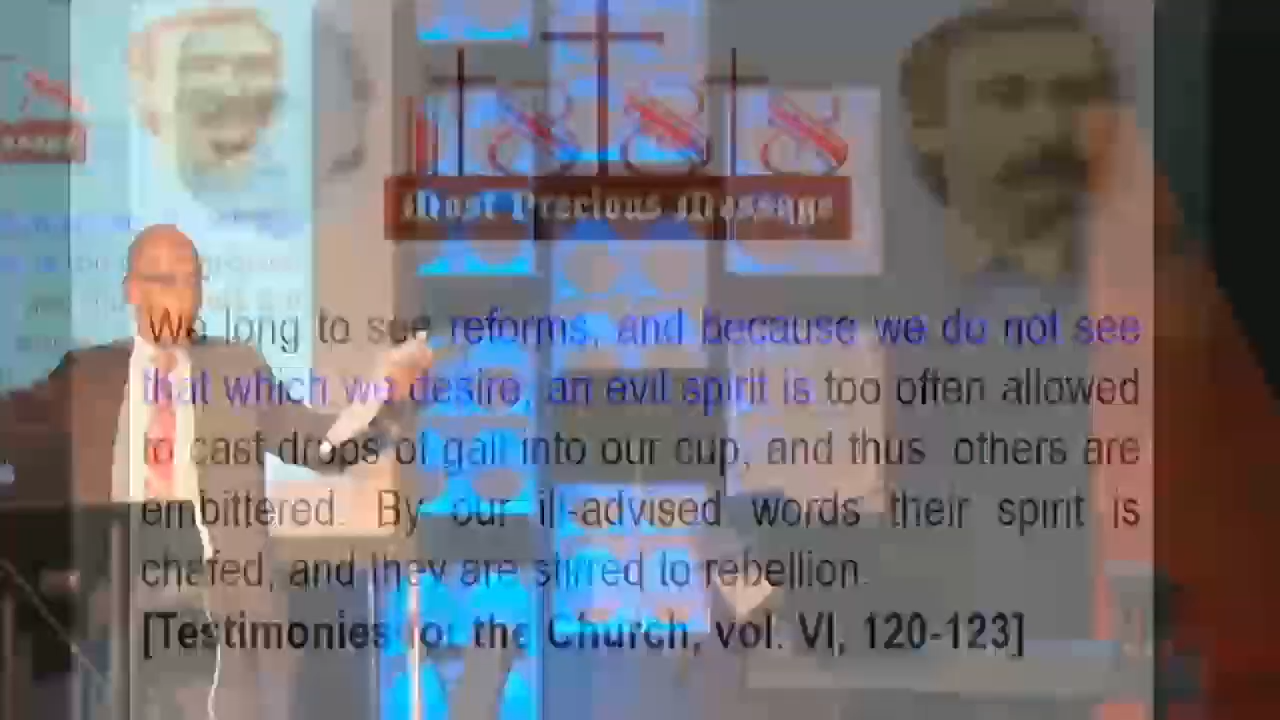 1888
Most Precious Message
We long to see reforms, and because we do not see
that which we desire, an evil spirit is too often allowed
to cast drops of gall into our cup, and thus others are
embittered. By our ill-advised words their spirit is
chafed, and they are stirred to rebellion.
[Testimonies for the Church, vol. VI, 120-123]